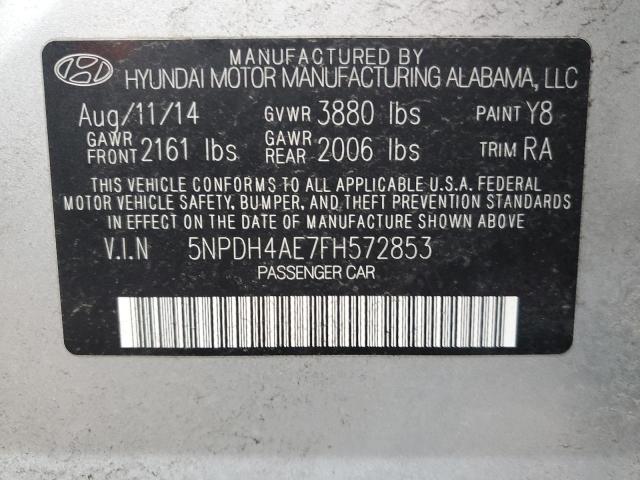 MANUFACTURED BY
HYUNDAI MOTOR MANUFACTURING ALABAMA, LLC
Aug/11/14 GVWR 3880 lbs PAINT Y8
GAWR FRONT 2161 lbs GAWR REAR 2006 lbs TRIM RA
THIS VEHICLE CONFORMS TO ALL APPLICABLE U.S.A. FEDERAL
MOTOR VEHICLE SAFETY, BUMPER, AND THEFT PREVENTION STANDARDS
IN EFFECT ON THE DATE OF MANUFACTURE SHOWN ABOVE
V.I.N 5NPDH4AE7FH572853
PASSENGER CAR